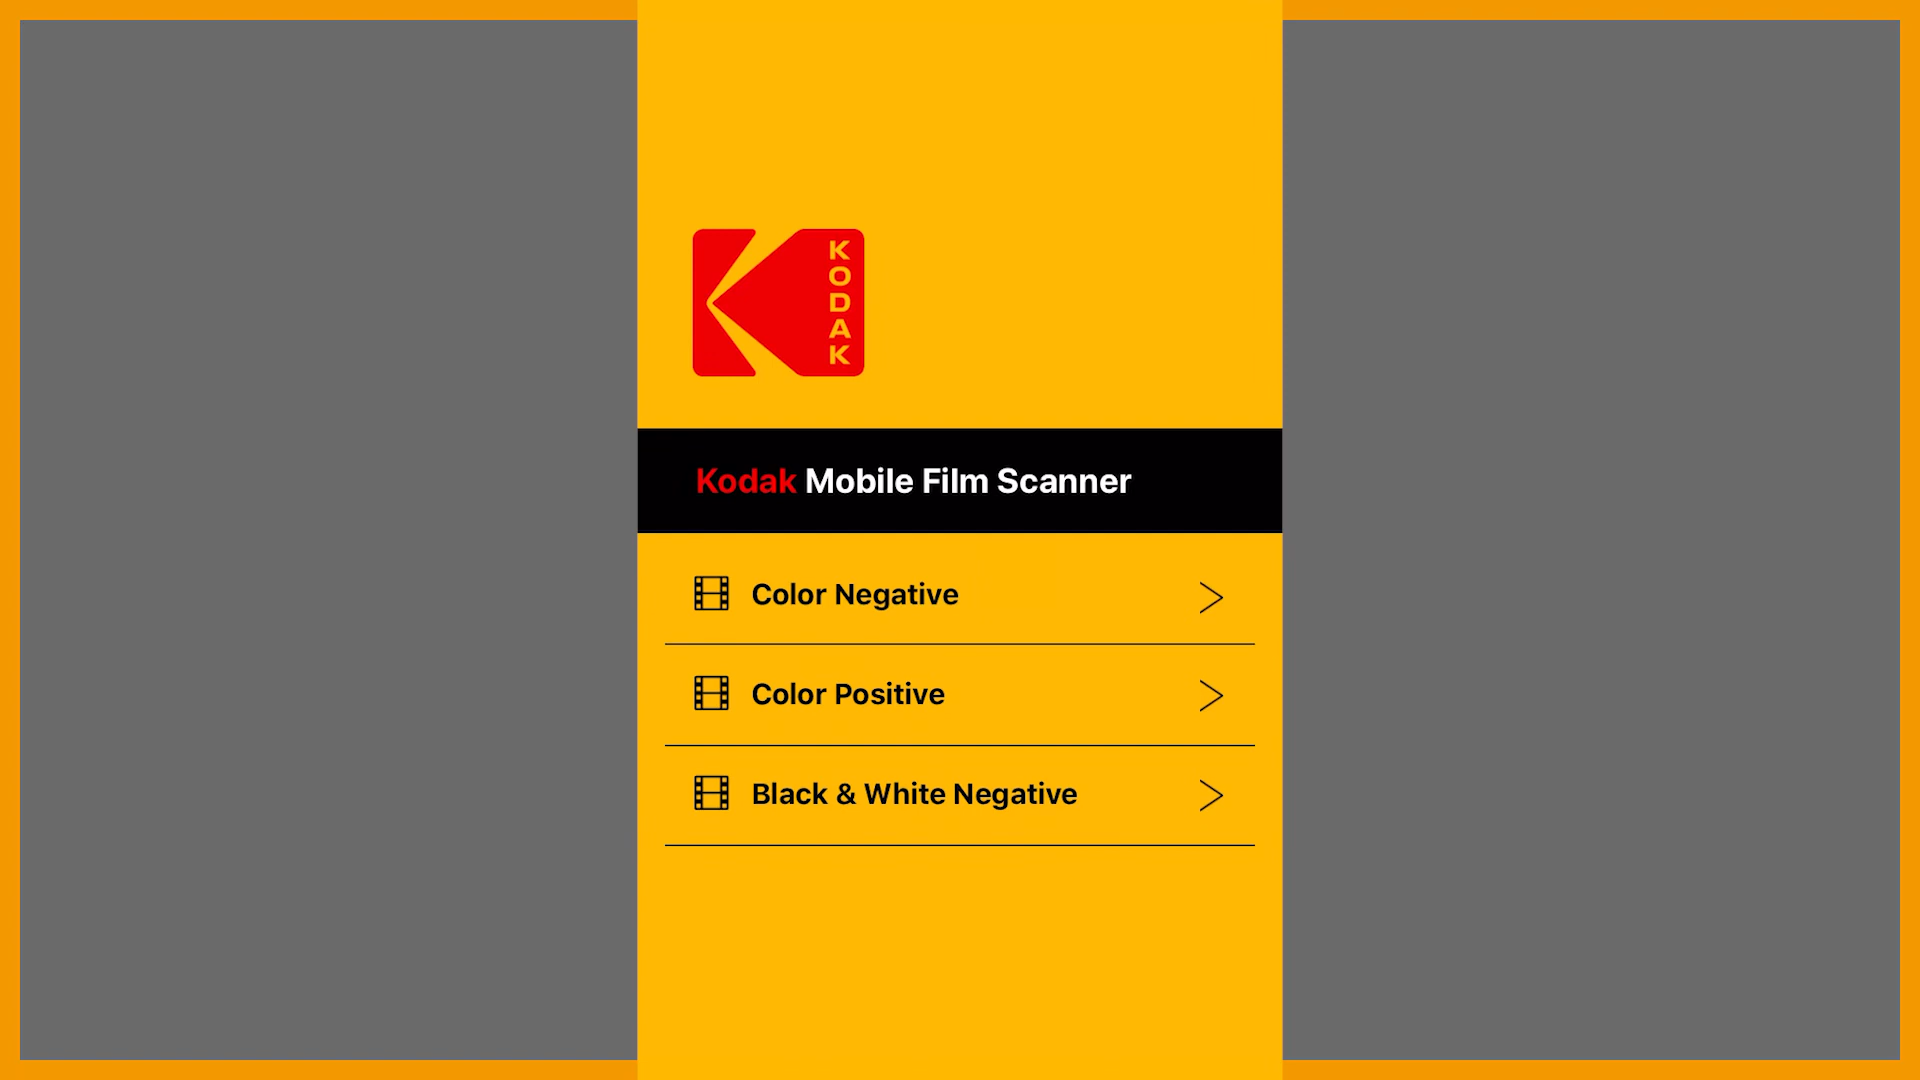 KODAK
Kodak Mobile Film Scanner
Color Negative
Color Positive
Black & White Negative